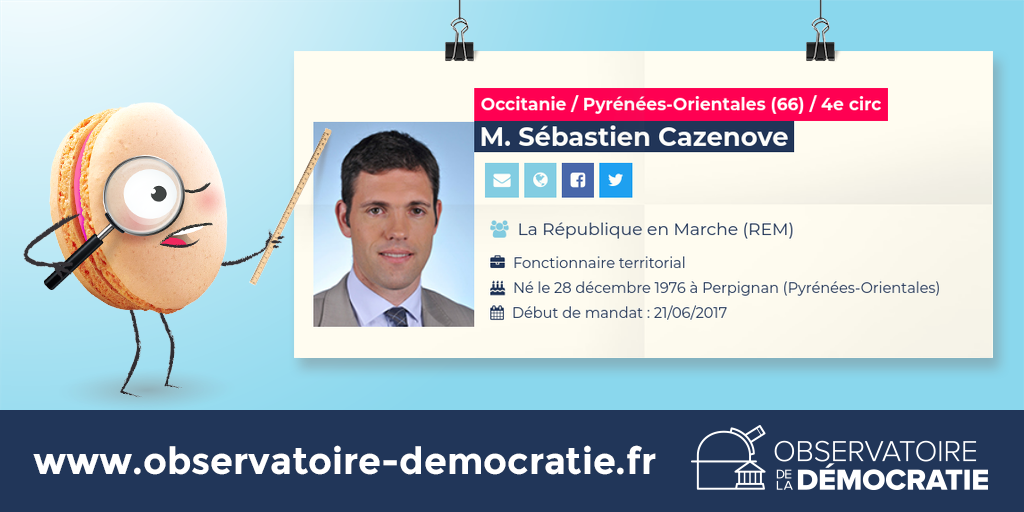 Occitanie / Pyrénées-Orientales (66) / 4e circ
M. Sébastien Cazenove
La République en Marche (REM)
Fonctionnaire territorial
Né le 28 décembre 1976 à Perpignan (Pyrénées-Orientales)
Début de mandat : 21/06/2017
www.observatoire-democratie.fr
OBSERVATOIRE
DE LA DÉMOCRATIE